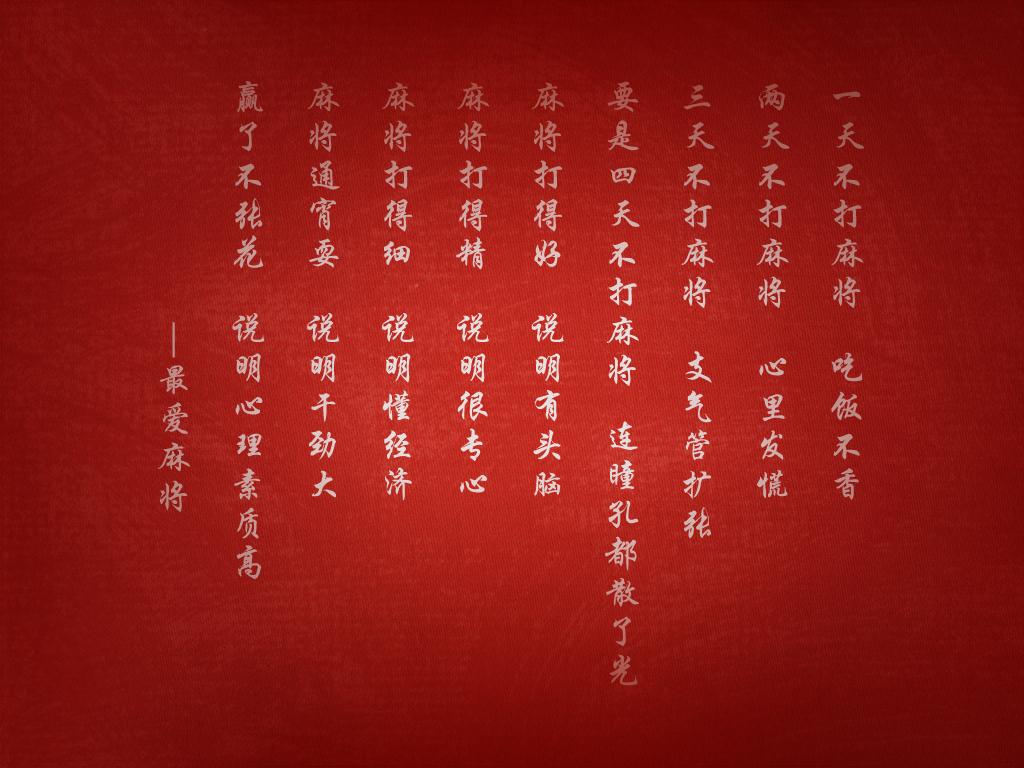 一天不打麻将 吃饭不香
两天不打麻将 心里发慌
三天不打麻将 支气管扩张
要是四天不打麻将 连瞳孔都散了光
麻将打得好 说明有头脑
麻将打得精 说明很专心
麻将打得细 说明懂经济
麻将通宵耍 说明干劲大
赢了不张花 说明心理素质高
—最爱麻将